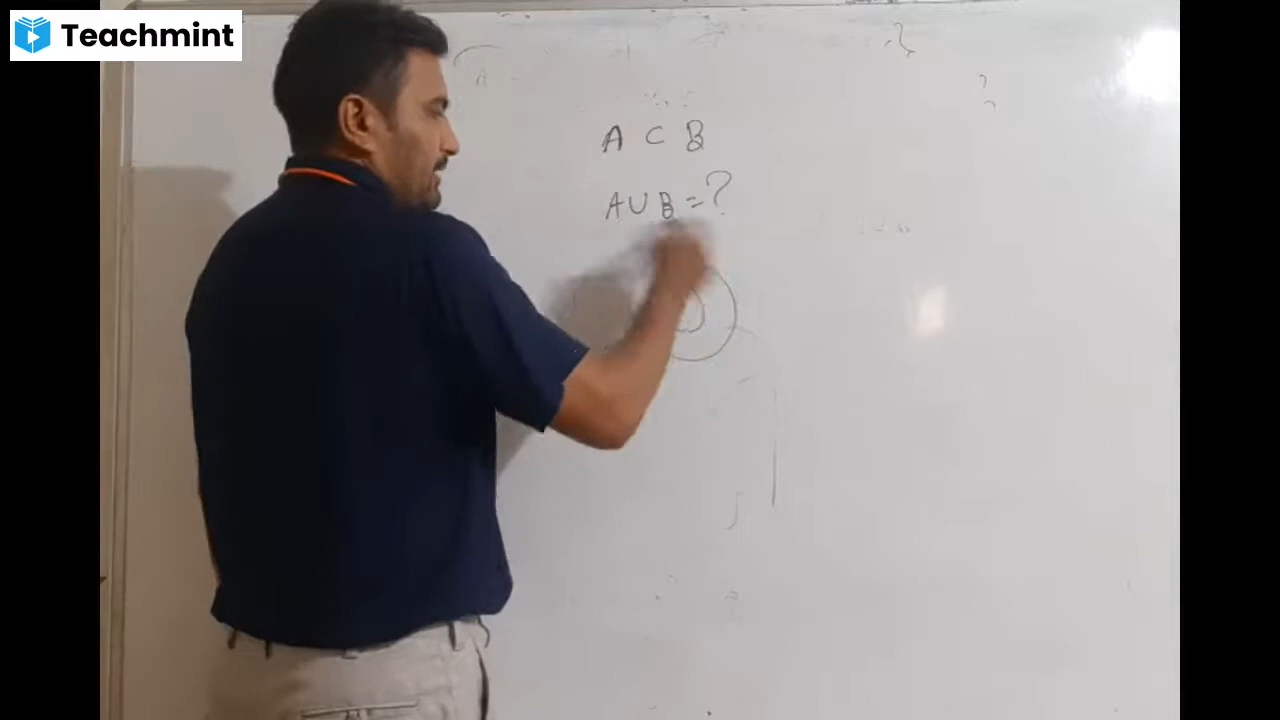 Teachmint
A ⊂ B
A ∪ B = ?